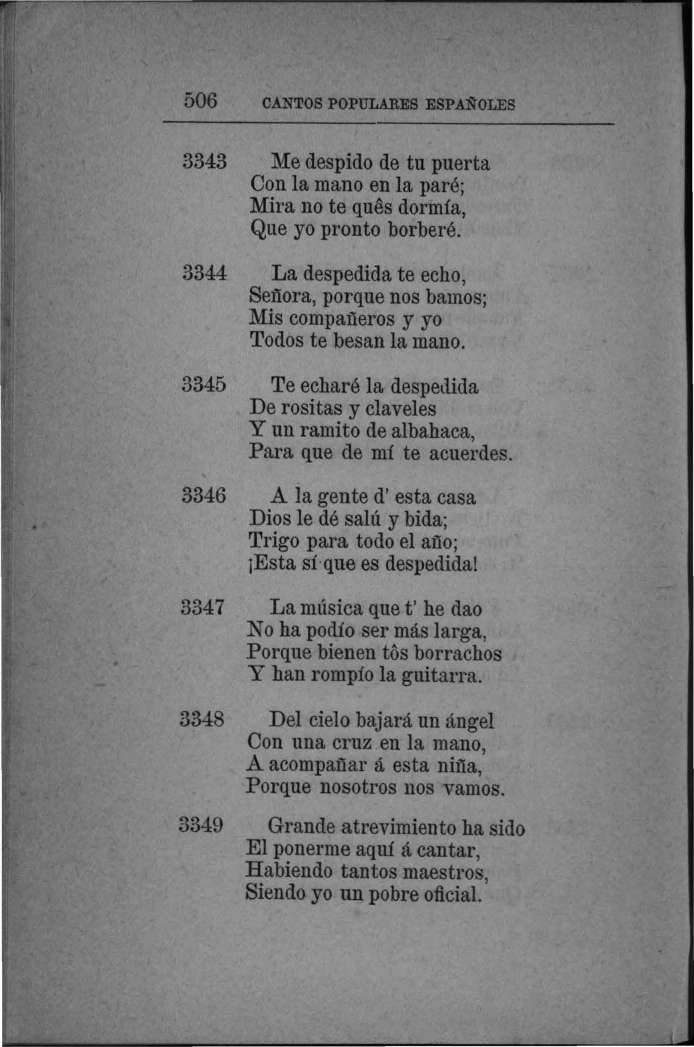 506 CANTOS POPULARES ESPAÑOLES
3343 Me despido de tu puerta
Con la mano en la paré;
Mira no te quês dormía,
Que yo pronto borberé.
3344 La despedida te echo,
Señora, porque nos bamos;
Mis compañeros y yo
Todos te besan la mano.
3345 Te echaré la despedida
De rositas y claveles
Y un ramito de albahaca,
Para que de mí te acuerdes.
3346 A la gente d' esta casa
Dios le dé salú y bida;
Trigo para todo el año;
¡Esta sí que es despedida!
3347 La música que t' he dao
No ha podío ser más larga,
Porque bienen tôs borrachos
Y han rompío la guitarra.
3348 Del cielo bajará un ángel
Con una cruz en la mano,
A acompañar á esta niña,
Porque nosotros nos vamos.
3349 Grande atrevimiento ha sido
El ponerme aquí á cantar,
Habiendo tantos maestros,
Siendo yo un pobre oficial.